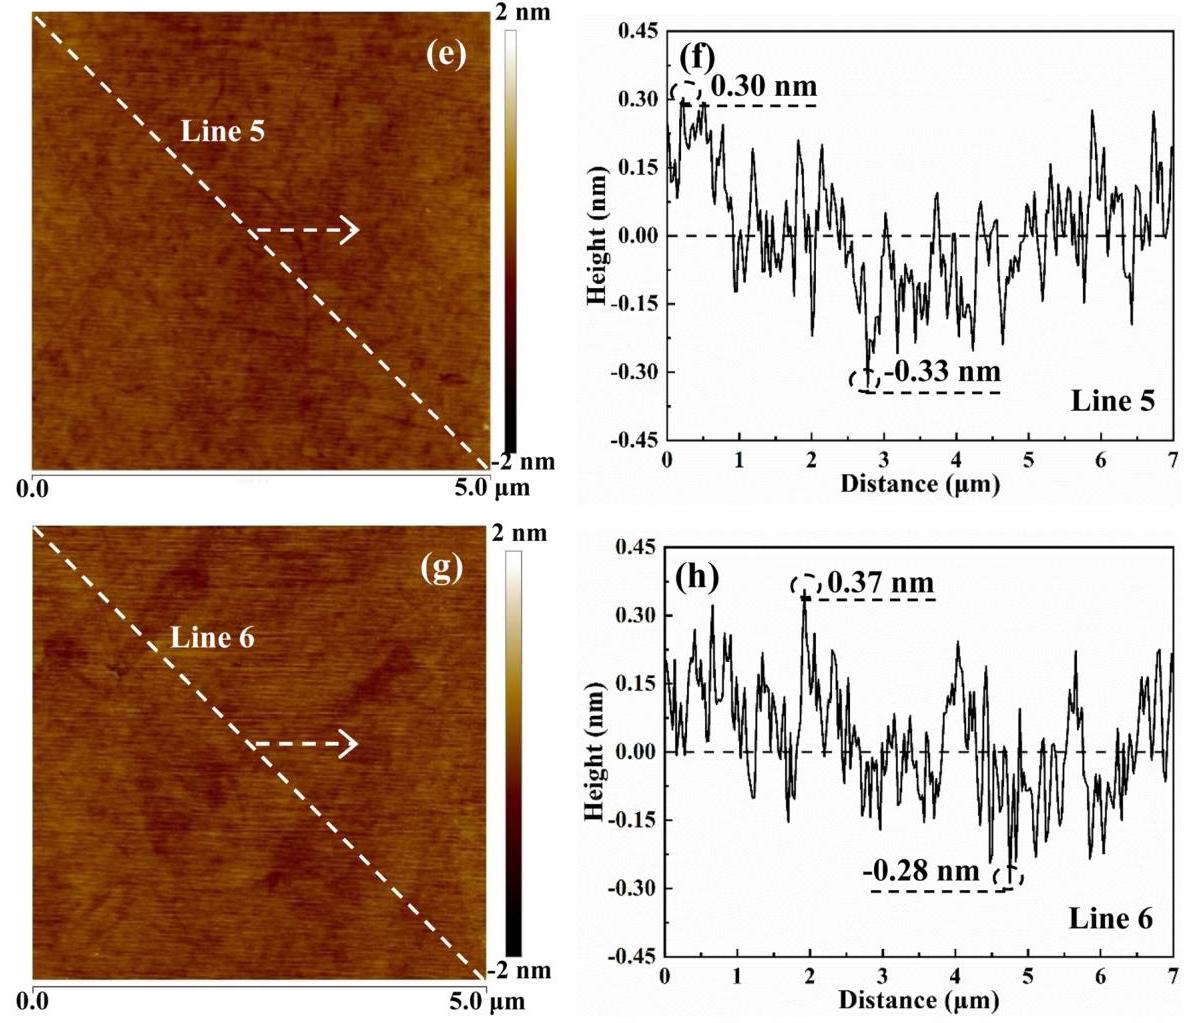 2 nm
(e)
Line 5
-2 nm
0.0
5.0 μm
(f)
0.30 nm
-0.33 nm
Line 5
0.45
0.30
0.15
0.00
-0.15
-0.30
-0.45
Height (nm)
0 1 2 3 4 5 6 7
Distance (μm)
2 nm
(g)
Line 6
-2 nm
0.0
5.0 μm
(h)
0.37 nm
-0.28 nm
Line 6
0.45
0.30
0.15
0.00
-0.15
-0.30
-0.45
Height (nm)
0 1 2 3 4 5 6 7
Distance (μm)